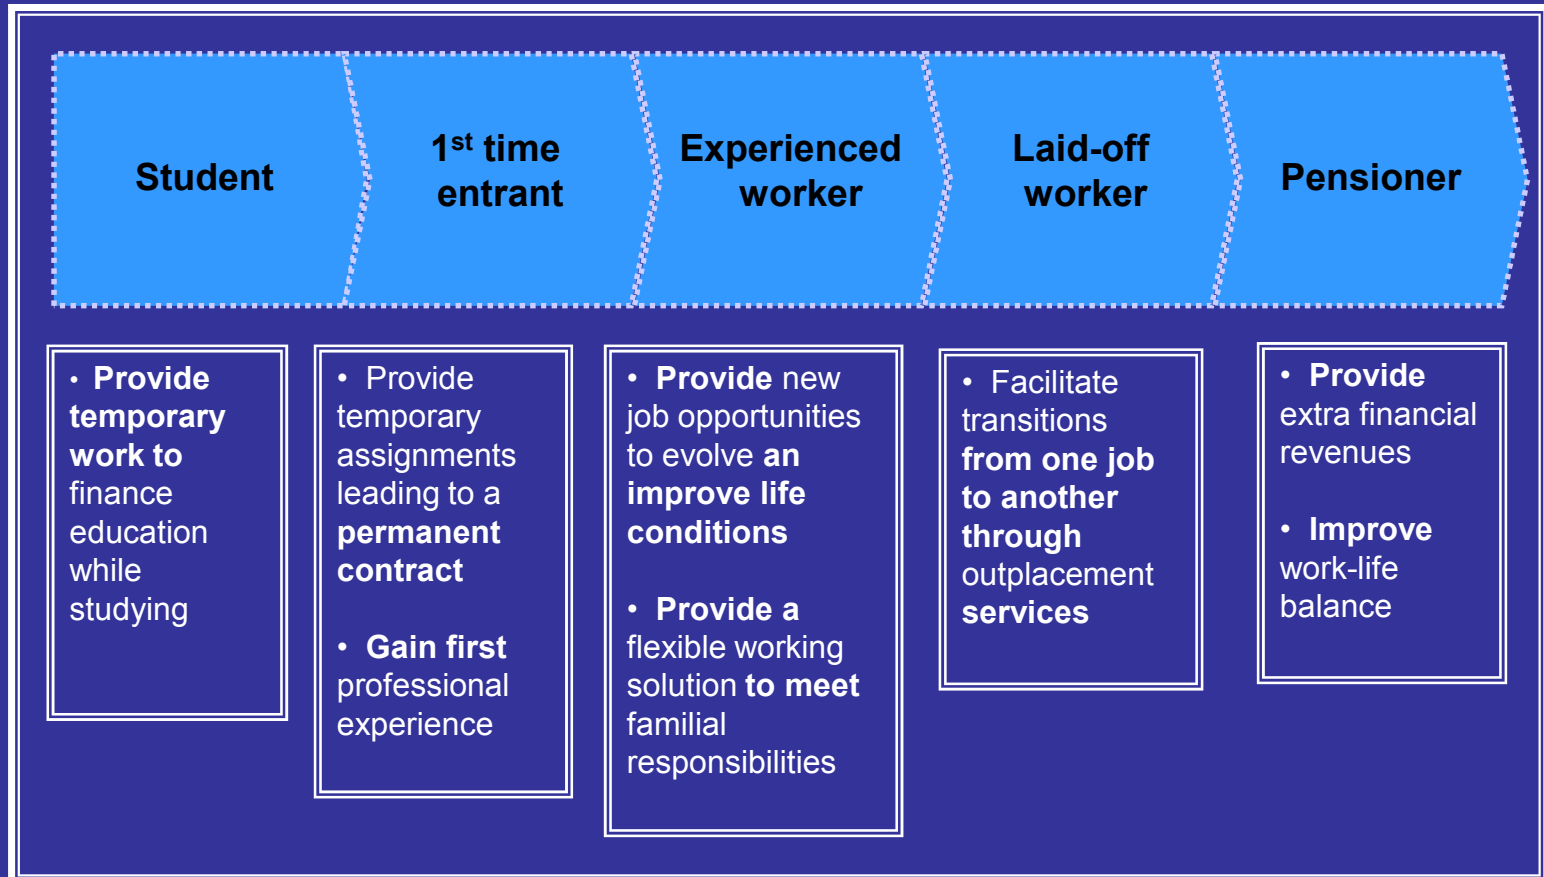 Student
1st time
entrant
Experienced
worker
Laid-off
worker
Pensioner
• Provide
temporary
work to
finance
education
while
studying
• Provide
temporary
assignments
leading to a
permanent
contract
• Gain first
professional
experience
• Provide new
job opportunities
to evolve an
improve life
conditions
• Provide a
flexible working
solution to meet
familial
responsibilities
• Facilitate
transitions
from one job
to another
through
outplacement
services
• Provide
extra financial
revenues
• Improve
work-life
balance